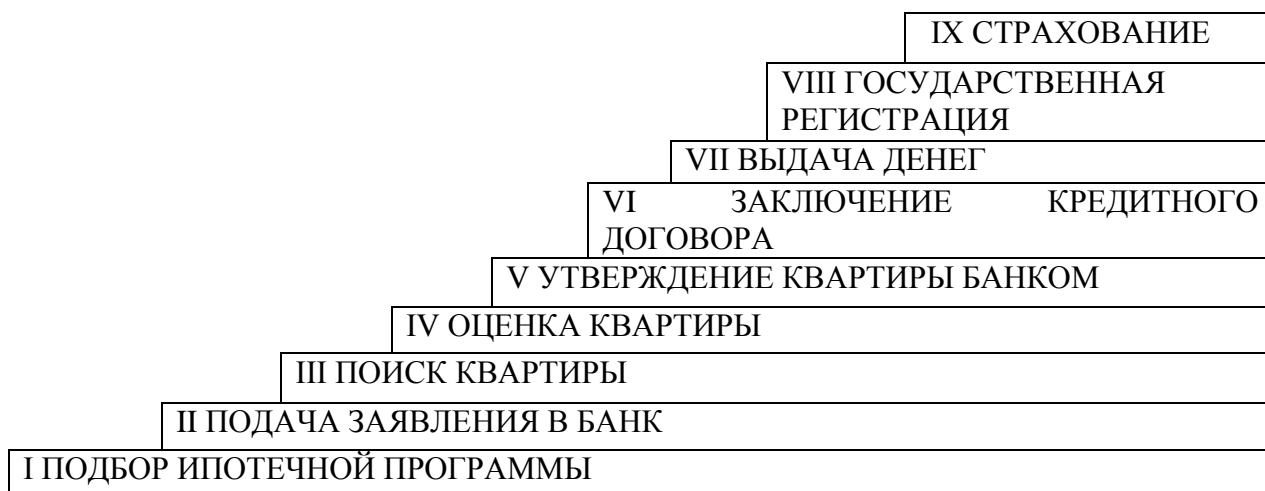 IX СТРАХОВАНИЕ
VIII ГОСУДАРСТВЕННАЯ
РЕГИСТРАЦИЯ
VII ВЫДАЧА ДЕНЕГ
VI ЗАКЛЮЧЕНИЕ КРЕДИТНОГО
ДОГОВОРА
V УТВЕРЖДЕНИЕ КВАРТИРЫ БАНКОМ
IV ОЦЕНКА КВАРТИРЫ
III ПОИСК КВАРТИРЫ
II ПОДАЧА ЗАЯВЛЕНИЯ В БАНК
I ПОДБОР ИПОТЕЧНОЙ ПРОГРАММЫ